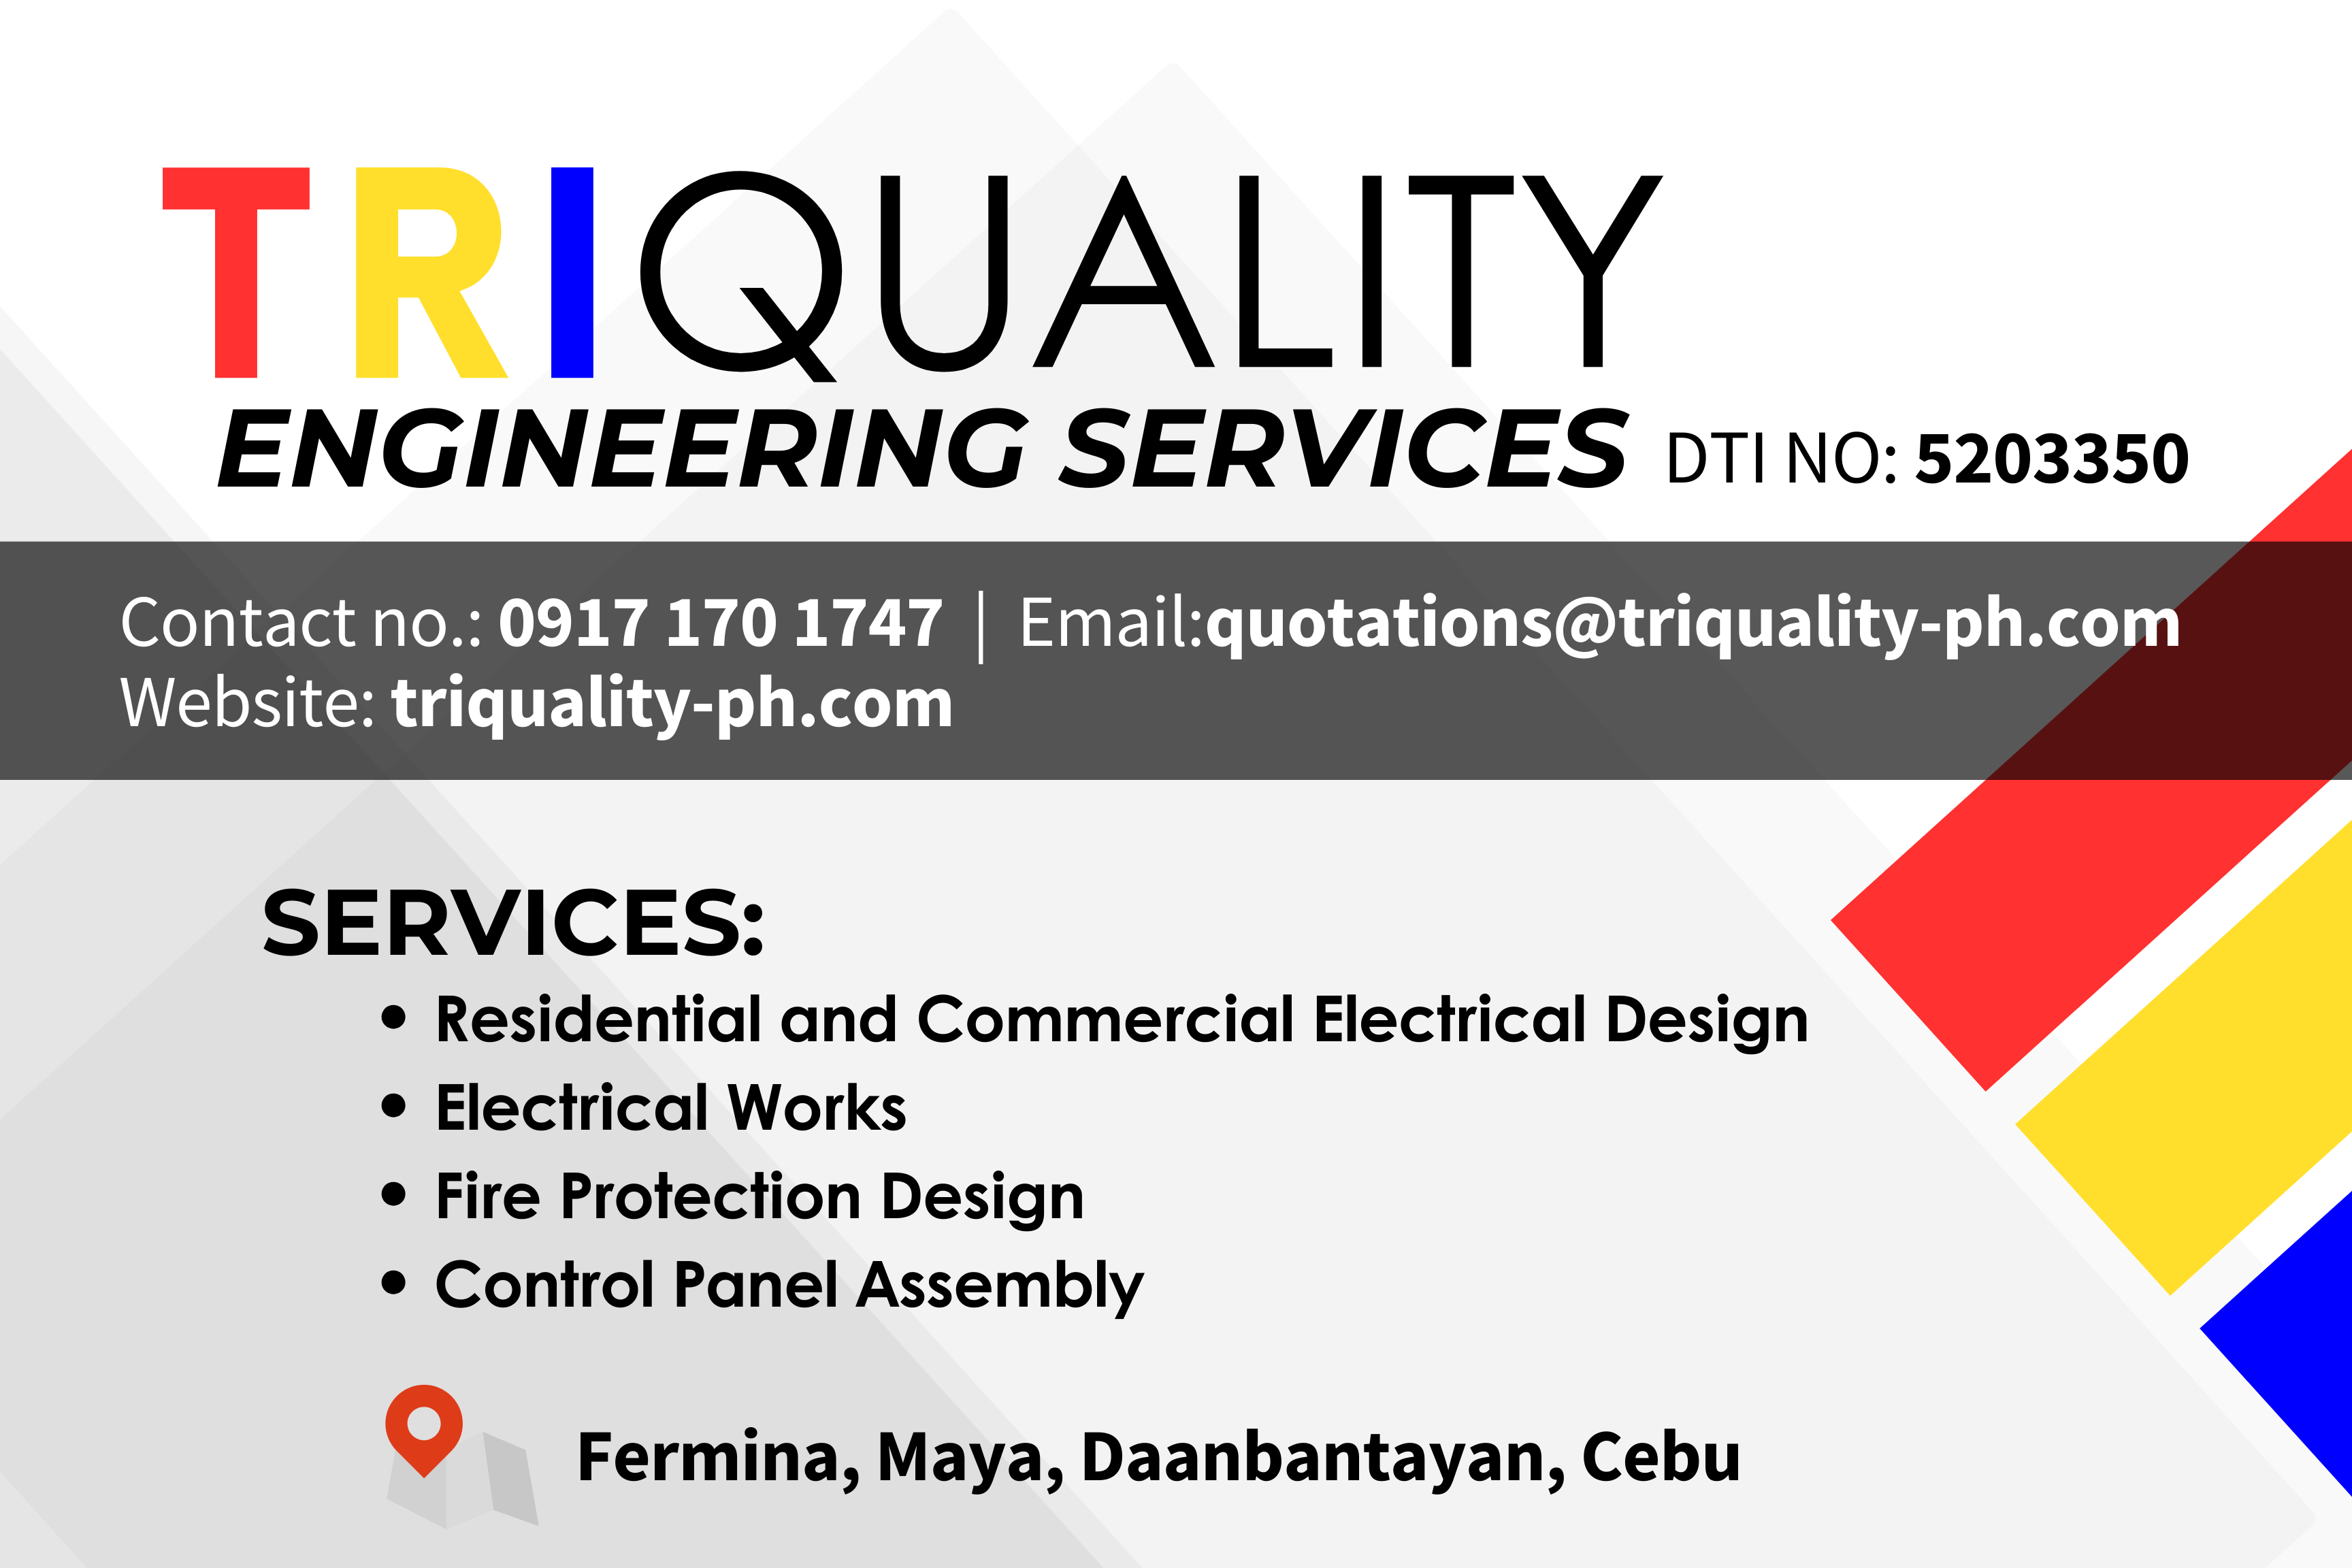 TRIQUALITY
ENGINEERING SERVICES DTI NO: 5203350
Contact no.: 0917 170 1747 | Email:quotations@triquality-ph.com
Website: triquality-ph.com
SERVICES:
• Residential and Commercial Electrical Design
• Electrical Works
• Fire Protection Design
• Control Panel Assembly
Fermina, Maya, Daanbantayan, Cebu